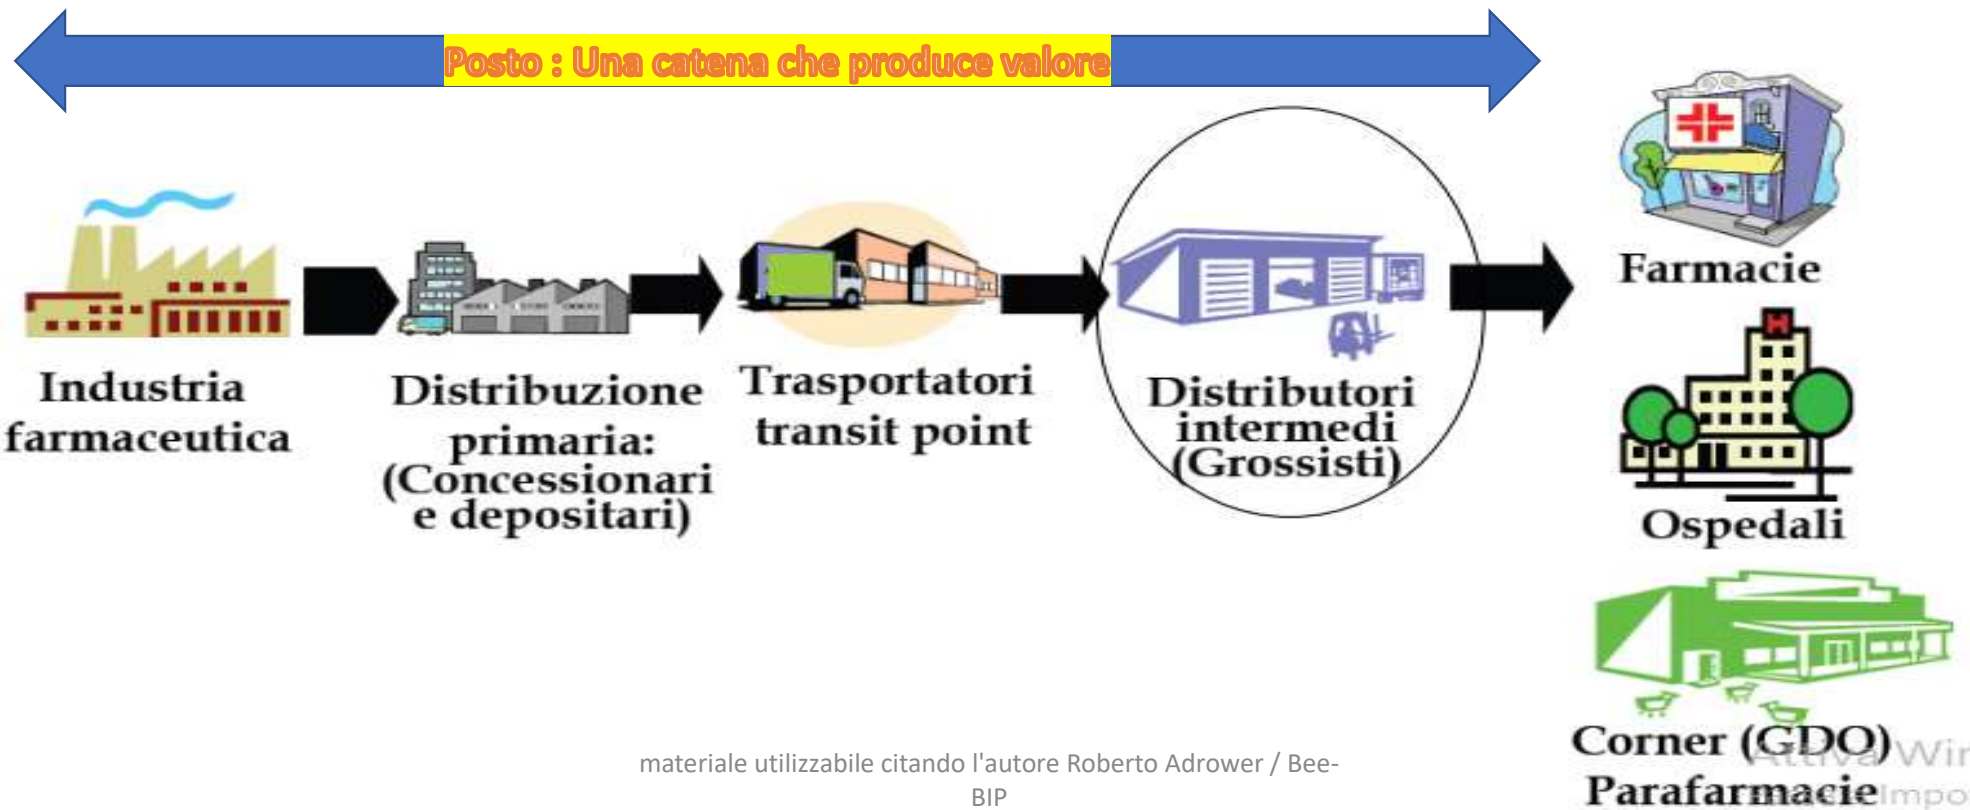 Posto : Una catena che produce valore
Industria
farmaceutica
Distribuzione
primaria:
(Concessionari
e depositari)
Trasportatori
transit point
Distributori
intermedi
(Grossisti)
Farmacie
H
Ospedali
Corner (GDO)
Parafarmacie
materiale utilizzabile citando l'autore Roberto Adrower / Bee-
BIP